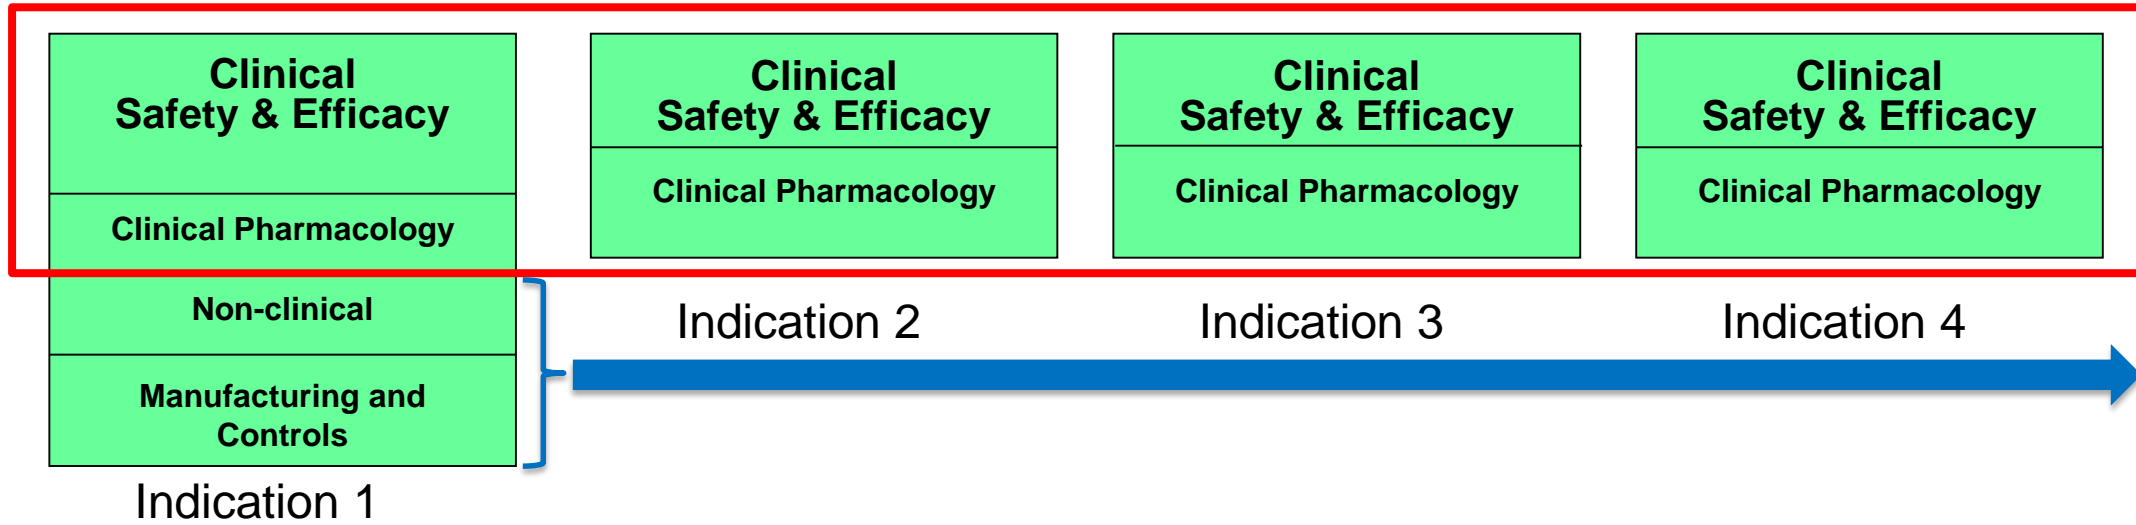 Clinical
Safety & Efficacy
Clinical Pharmacology
Non-clinical
Manufacturing and
Controls
Indication 1
Clinical
Safety & Efficacy
Clinical Pharmacology
Indication 2
Clinical
Safety & Efficacy
Clinical Pharmacology
Indication 3
Clinical
Safety & Efficacy
Clinical Pharmacology
Indication 4